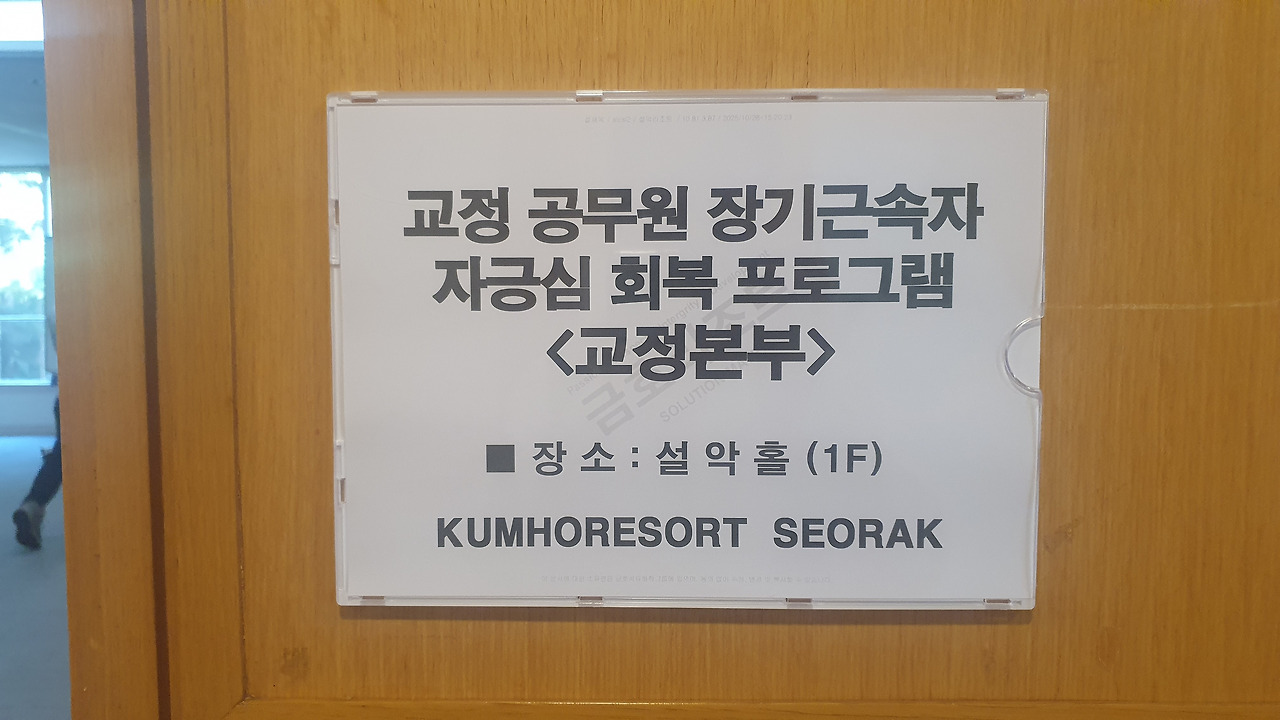 교정 공무원 장기근속자
자긍심 회복 프로그램
<교정본부>
■ 장 소 : 설 악 홀 (1F)
KUMHORESORT SEORAK